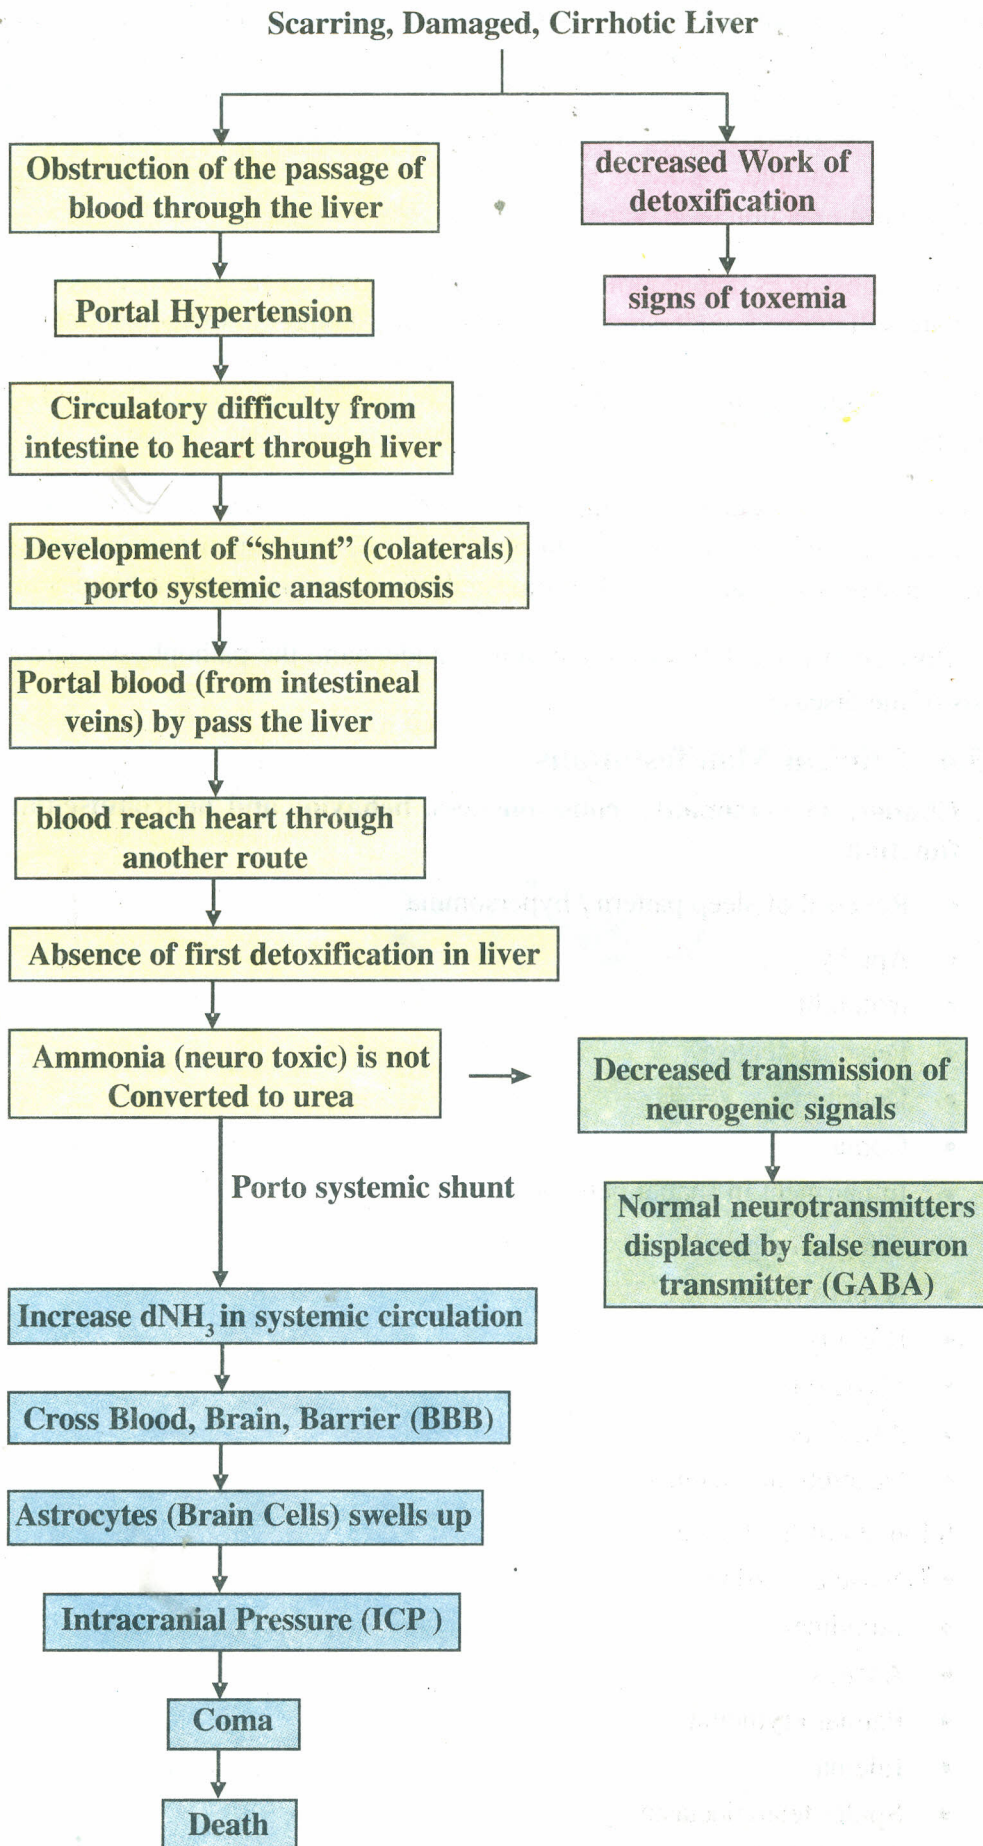 Scarring, Damaged, Cirrhotic Liver
Obstruction of the passage of
blood through the liver
decreased Work of
detoxification
Portal Hypertension
signs of toxemia
Circulatory difficulty from
intestine to heart through liver
Development of “shunt” (colaterals)
porto systemic anastomosis
Portal blood (from intestineal
veins) by pass the liver
blood reach heart through
another route
Absence of first detoxification in liver
Ammonia (neuro toxic) is not
Converted to urea
Decreased transmission of
neurogenic signals
Porto systemic shunt
Normal neurotransmitters
displaced by false neuron
transmitter (GABA)
Increase dNH₃ in systemic circulation
Cross Blood, Brain, Barrier (BBB)
Astrocytes (Brain Cells) swells up
Intracranial Pressure (ICP )
Coma
Death